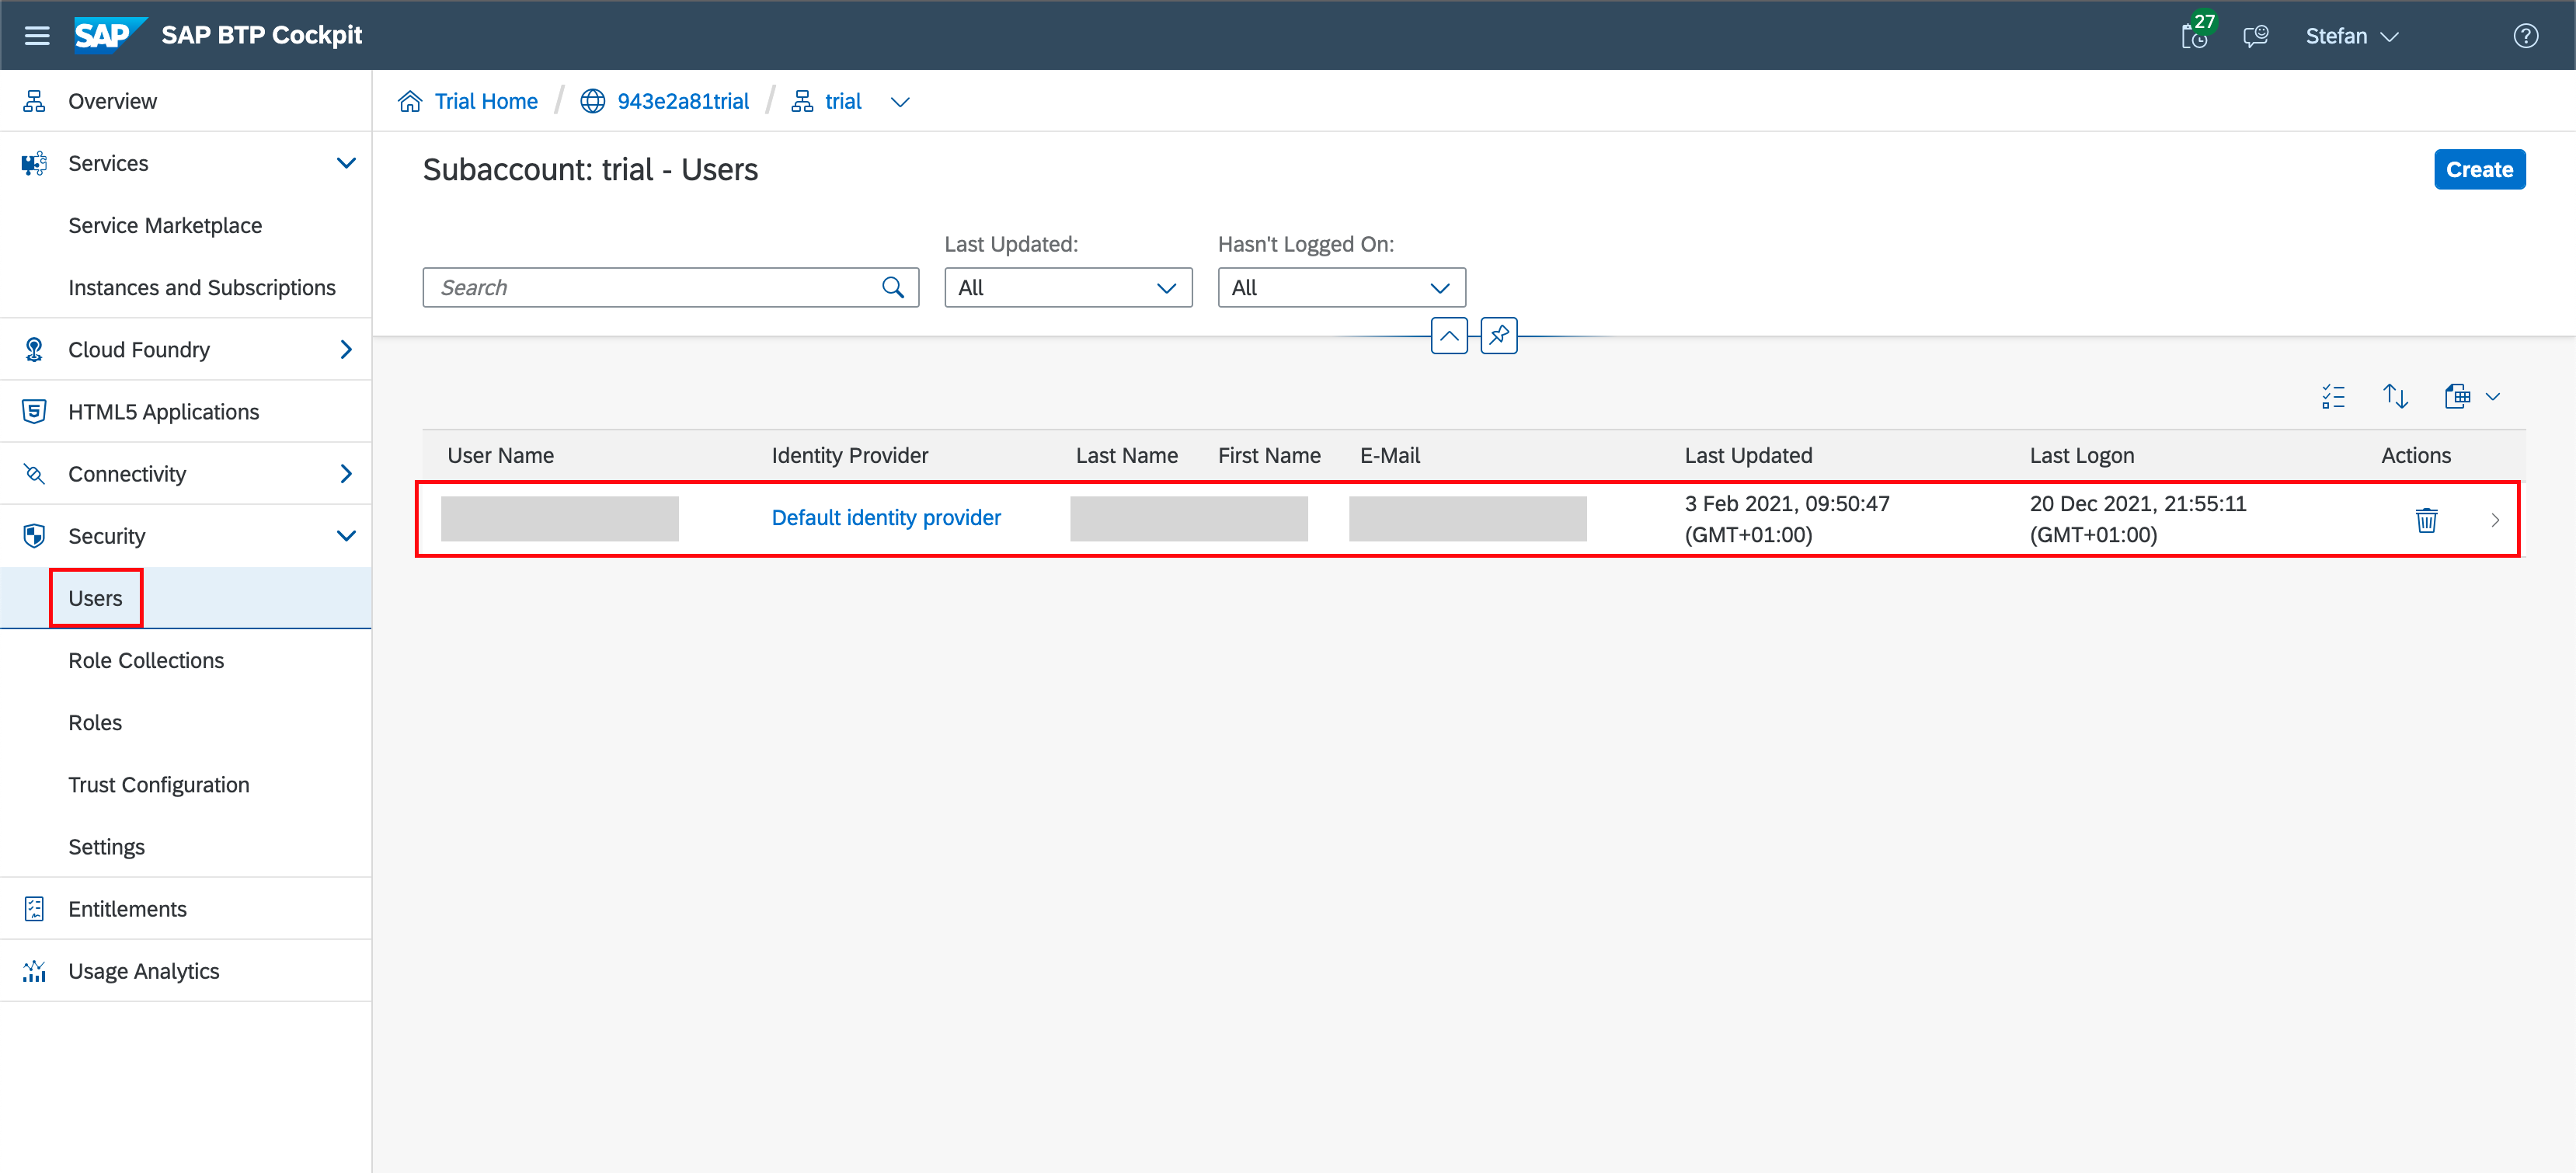 SAP SAP BTP Cockpit
27
Stefan
Overview
Services
Service Marketplace
Instances and Subscriptions
Cloud Foundry
HTML5 Applications
Connectivity
Security
Users
Role Collections
Roles
Trust Configuration
Settings
Entitlements
Usage Analytics
Trial Home / 943e2a81trial / trial
Subaccount: trial - Users
Create
Last Updated: Hasn't Logged On:
Search All All
User Name Identity Provider Last Name First Name E-Mail Last Updated Last Logon Actions
Default identity provider 3 Feb 2021, 09:50:47 20 Dec 2021, 21:55:11
(GMT+01:00) (GMT+01:00)